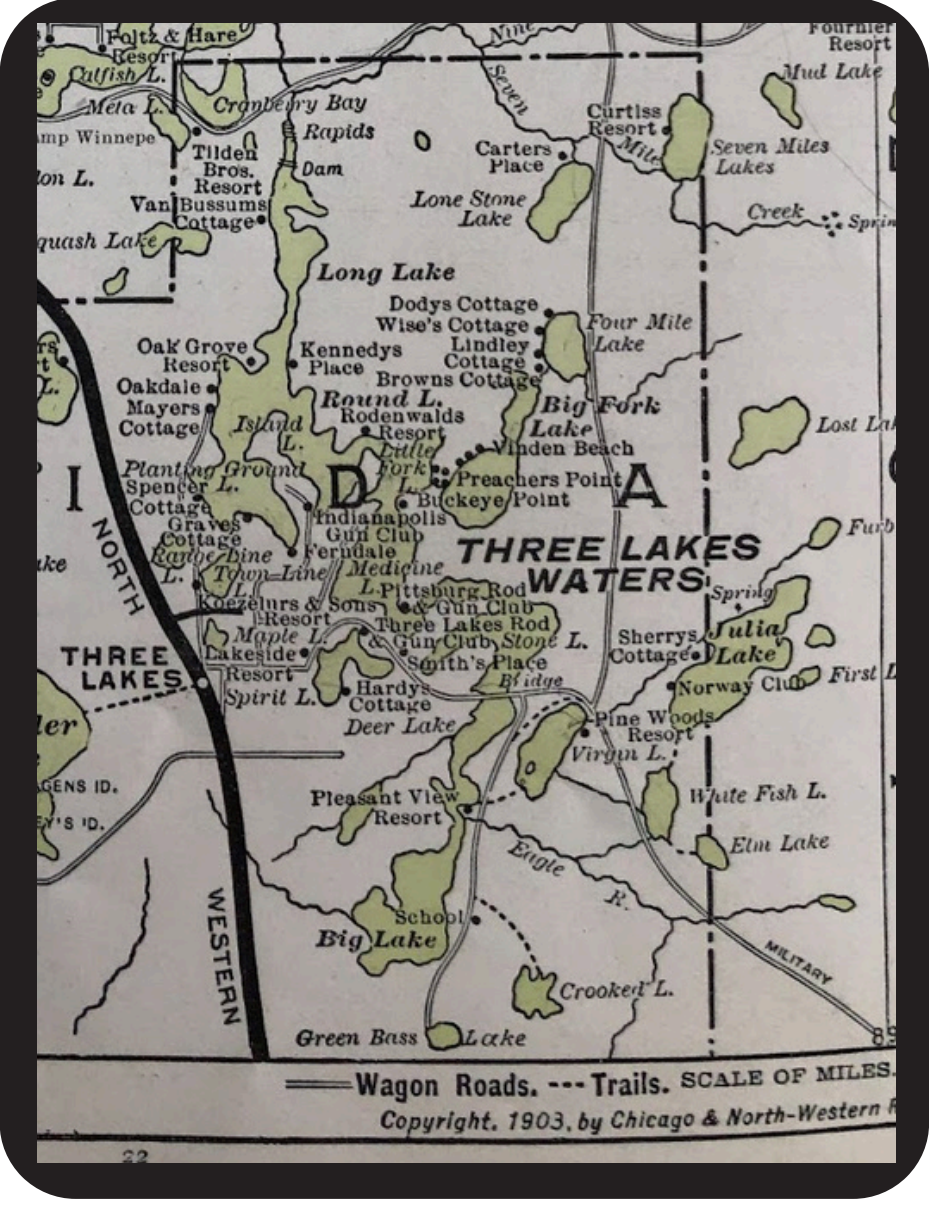 Foltz & Hare
Resort
Catfish L.
Meta L.
Cranberry Bay
Rapids
Winnepe
Tilden
Bros.
Resort
Dam
Van Bussums
Cottage
L.
Lake
Nine
Seven
Mile
Creek
Resort
Mud Lake
Curtiss
Resort
Seven Miles
Lakes
Carters
Place
Lone Stone
Lake
Long Lake
Dodys Cottage
Wise's Cottage
Lindley
Cottage
Browns Cottage
Four Mile
Lake
Oak Grove
Resort
Kennedys
Place
Oakdale
Mayers
Cottage
Round L.
Rodenwalds
Resort
Island
L.
Little
Fork
L.
Big Fork
Lake
Vinden Beach
Preachers Point
Buckeye Point
Lost
L.
Planting Ground
L.
Spencer
Cottage
I D A
Graves
Cottage
Indianapolis
Gun Club
Ferndale
Range Line
L.
Town Line
L.
Medicine
L.
THREE LAKES
WATERS
Pittsburg Rod
& Gun Club
Koezelurs & Sons
Resort
Three Lakes Rod
& Gun Club
Stone L.
Maple L.
Lakeside
Resort
Smith's Place
Bridge
Spirit L.
Hardys
Cottage
Deer Lake
NORTH
THREE
LAKES
Spring
Julia
Lake
Sherrys
Cottage
Norway Club
First
Pine Woods
Resort
Virgin L.
White Fish L.
Elm Lake
Pleasant View
Resort
Eagle
R.
WESTERN
School
Big Lake
Crooked L.
MILITARY
Green Bass Lake
Wagon Roads. --- Trails. SCALE OF MILES.
Copyright, 1903, by Chicago & North-Western